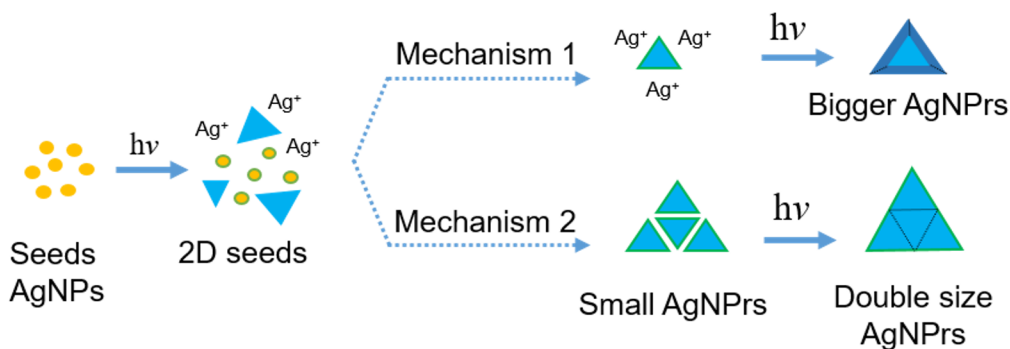 Seeds
AgNPs
hν
Ag⁺
Ag⁺
Ag⁺
2D seeds
Mechanism 1
Ag⁺ Ag⁺
Ag⁺
hν
Bigger AgNPrs
Mechanism 2
Small AgNPrs
hν
Double size
AgNPrs